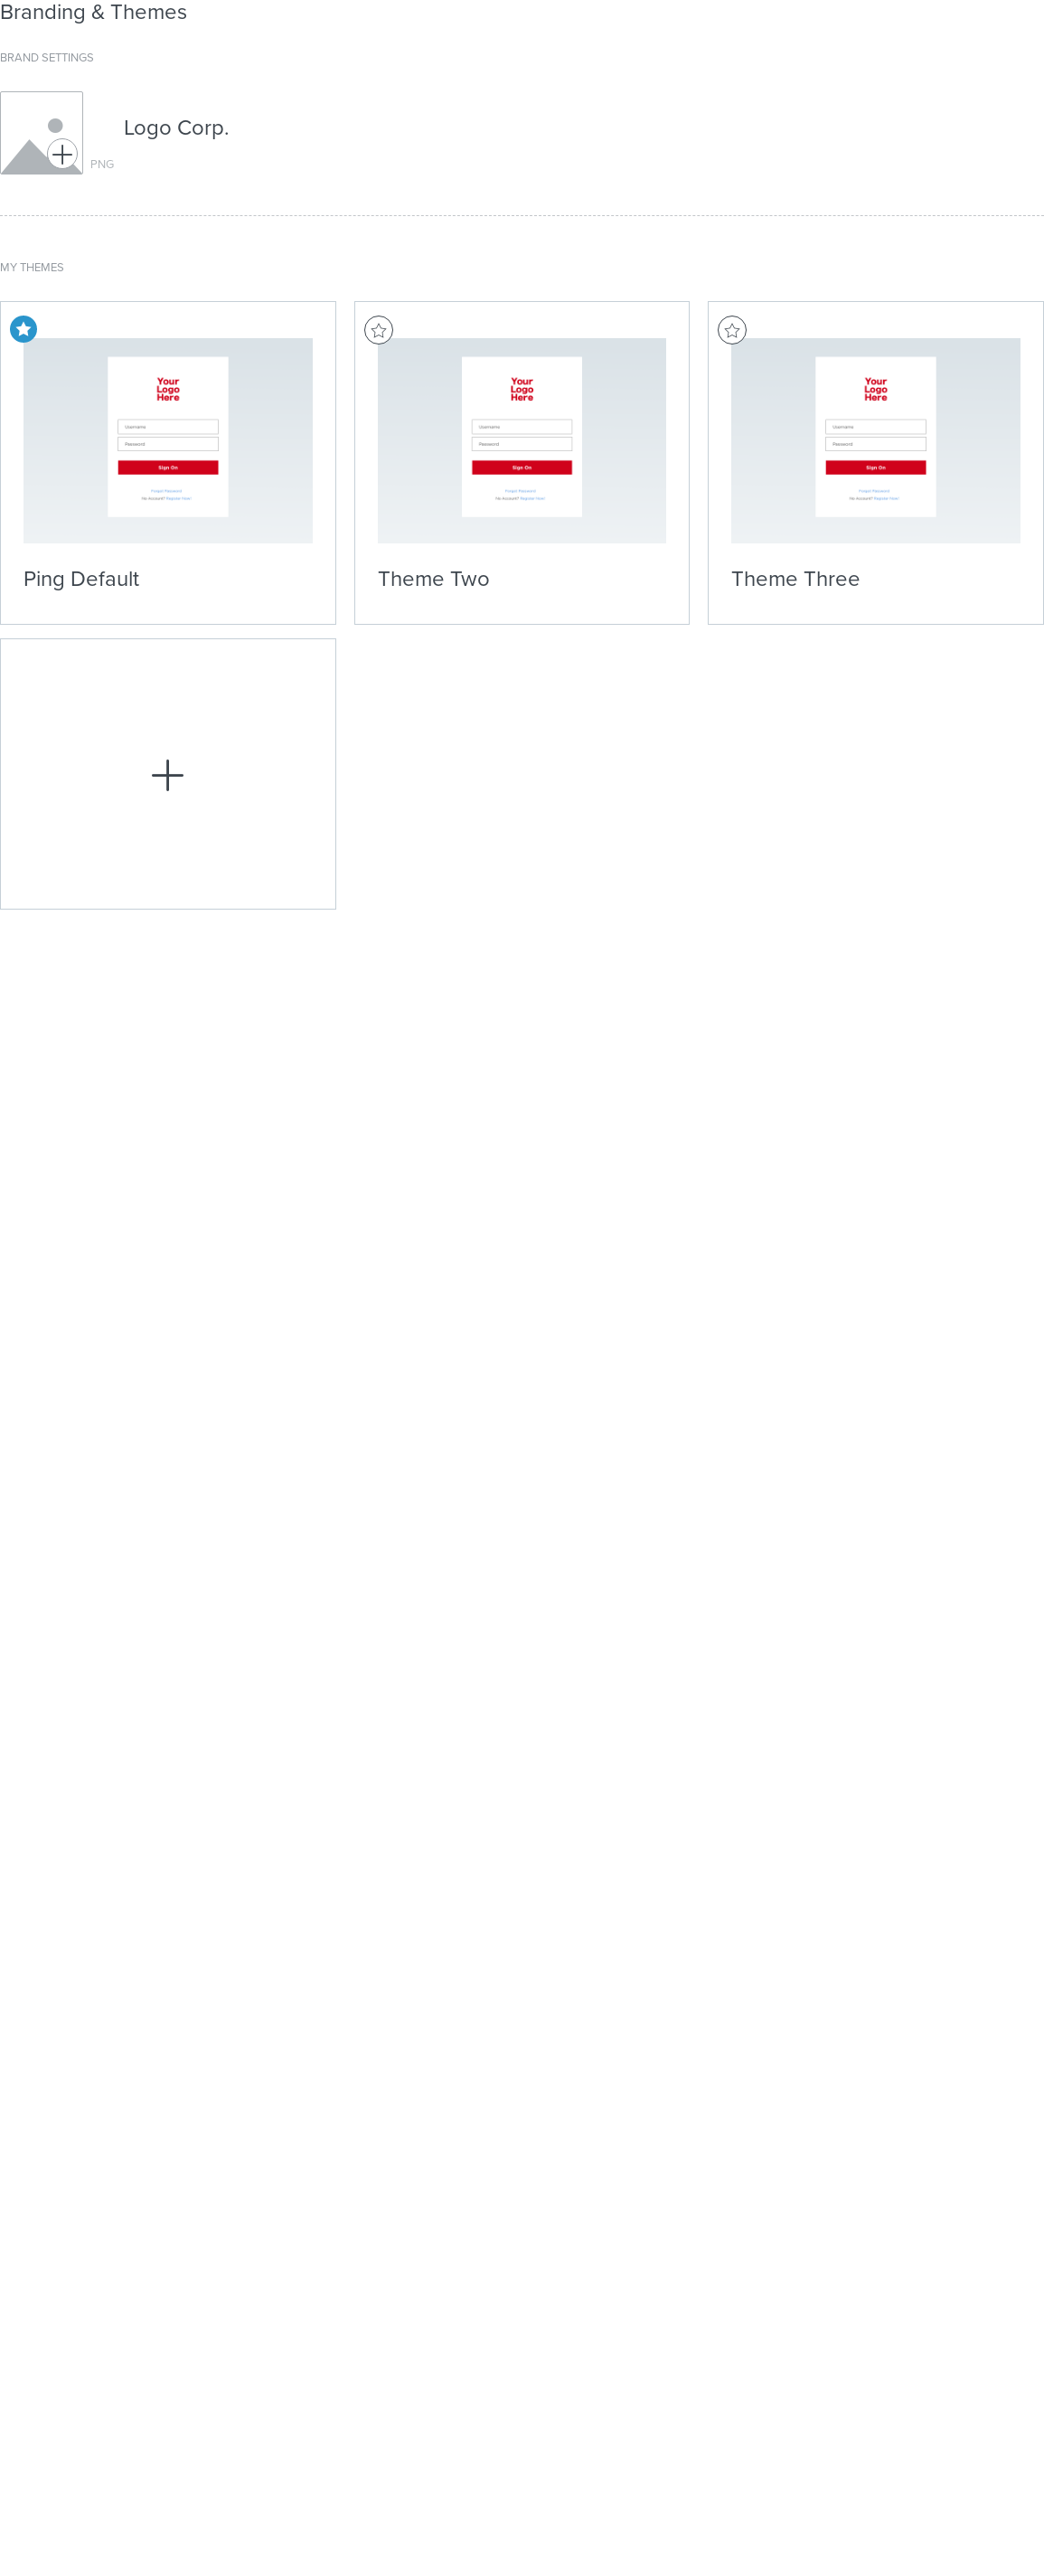 Branding & Themes
BRAND SETTINGS
Logo Corp.
PNG
MY THEMES
Your
Logo
Here
Username
Password
Sign On
Forgot Password
No Account? Register Now!
Ping Default
Your
Logo
Here
Username
Password
Sign On
Forgot Password
No Account? Register Now!
Theme Two
Your
Logo
Here
Username
Password
Sign On
Forgot Password
No Account? Register Now!
Theme Three